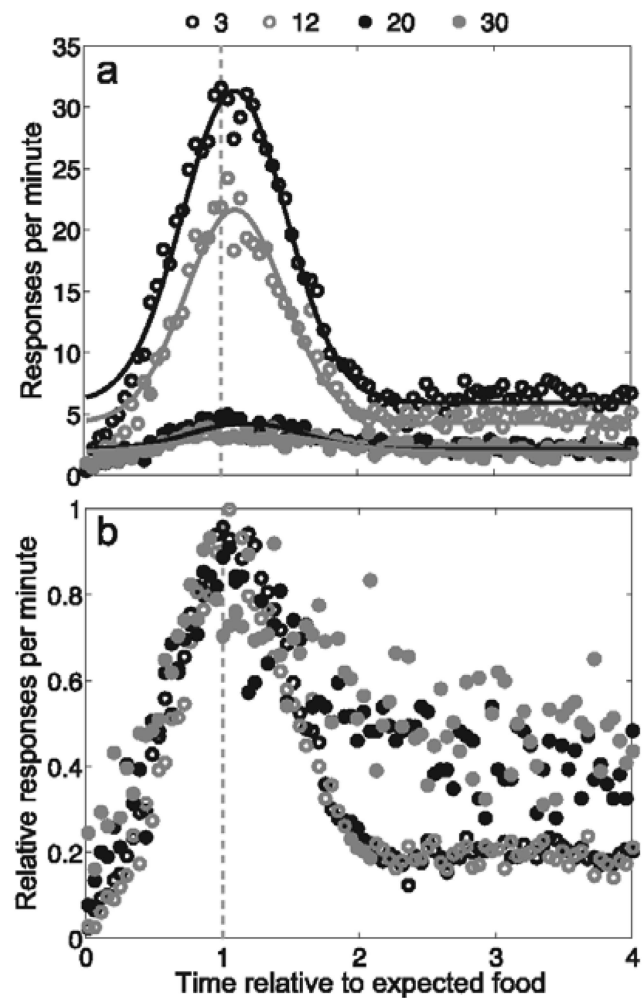 3 12 20 30
a
35
30
25
20
15
10
5
0
Responses per minute
b
1
0.8
0.6
0.4
0.2
0
Relative responses per minute
0 1 2 3 4
Time relative to expected food